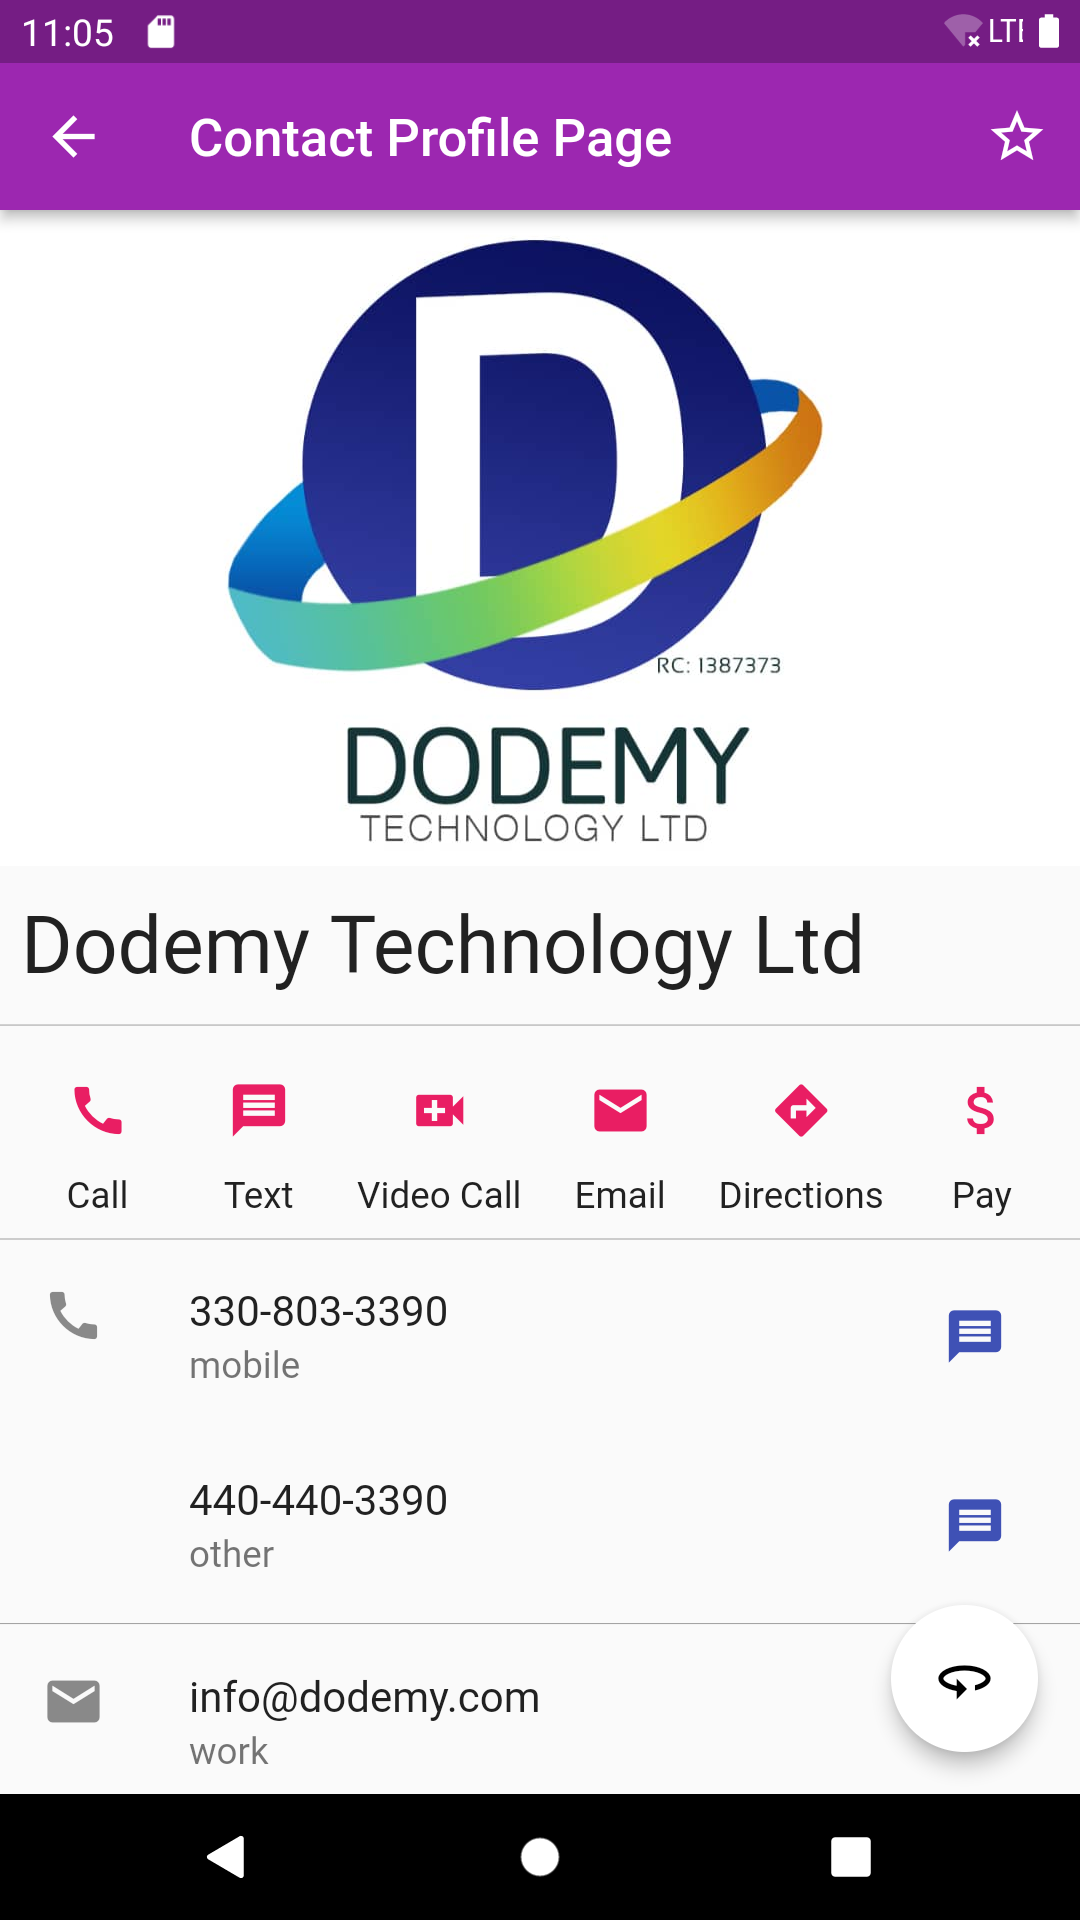 11:05 LTE
Contact Profile Page
D
RC: 1387373
DODEMY
TECHNOLOGY LTD
Dodemy Technology Ltd
Call Text Video Call Email Directions Pay
330-803-3390
mobile
440-440-3390
other
info@dodemy.com
work